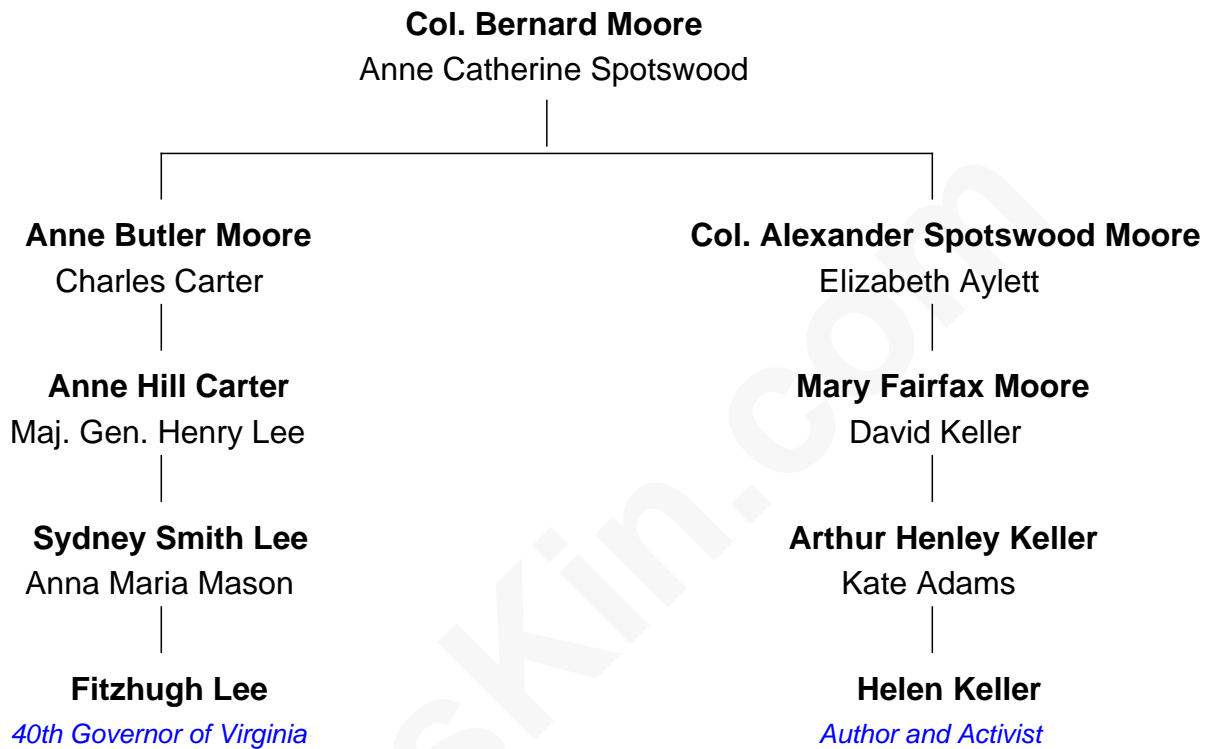 Col. Bernard Moore
Anne Catherine Spotswood
Anne Butler Moore
Charles Carter
Col. Alexander Spotswood Moore
Elizabeth Aylett
Anne Hill Carter
Maj. Gen. Henry Lee
Mary Fairfax Moore
David Keller
Sydney Smith Lee
Anna Maria Mason
Arthur Henley Keller
Kate Adams
Fitzhugh Lee
40th Governor of Virginia
Helen Keller
Author and Activist
sKin.com